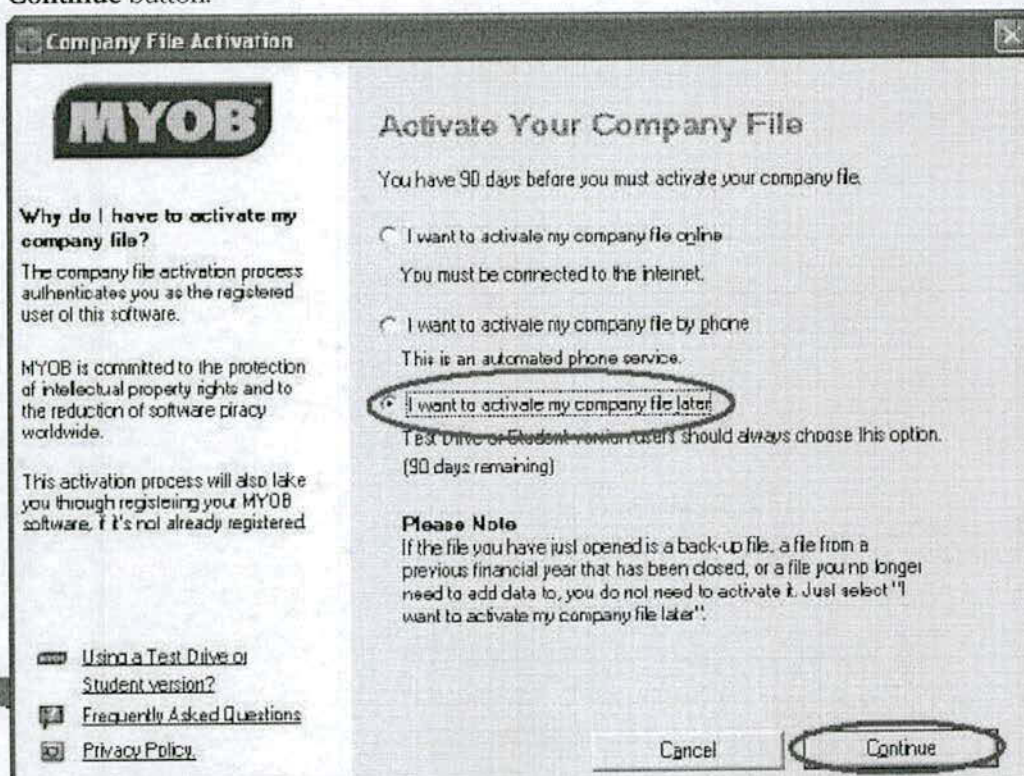 Continue button.
Company File Activation
MYOB
Why do I have to activate my
company file?
The company file activation process
authenticates you as the registered
user of this software.
MYOB is committed to the protection
of intellectual property rights and to
the reduction of software piracy
worldwide.
This activation process will also take
you through registering your MYOB
software, if it's not already registered
Using a Test Drive or
Student version?
Frequently Asked Questions
Privacy Policy.
Activate Your Company File
You have 90 days before you must activate your company file.
I want to activate my company file online
You must be connected to the internet.
I want to activate my company file by phone
This is an automated phone service.
I want to activate my company file later
Test Drive or Student version users should always choose this option.
(90 days remaining)
Please Note
If the file you have just opened is a back-up file, a file from a
previous financial year that has been closed, or a file you no longer
need to add data to, you do not need to activate it. Just select "I
want to activate my company file later".
Cancel
Continue